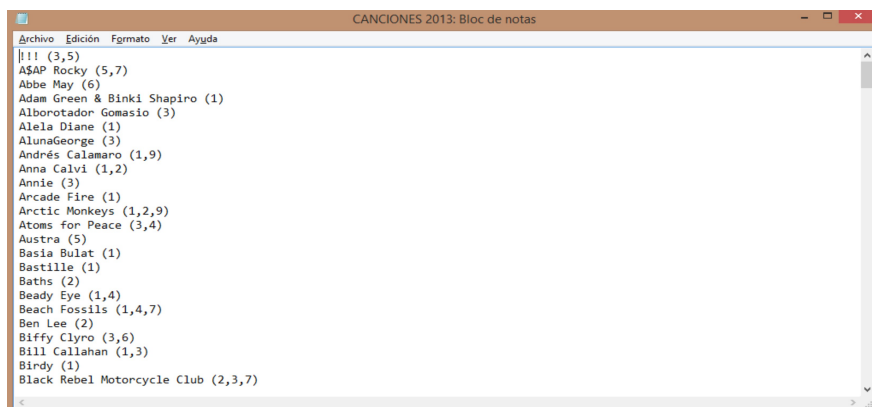 CANCIONES 2013: Bloc de notas
Archivo Edición Formato Ver Ayuda
!!! (3,5)
A$AP Rocky (5,7)
Abbe May (6)
Adam Green & Binki Shapiro (1)
Alborotador Gomasio (3)
Alela Diane (1)
AlunaGeorge (3)
Andrés Calamaro (1,9)
Anna Calvi (1,2)
Annie (3)
Arcade Fire (1)
Arctic Monkeys (1,2,9)
Atoms for Peace (3,4)
Austra (5)
Basia Bulat (1)
Bastille (1)
Baths (2)
Beady Eye (1,4)
Beach Fossils (1,4,7)
Ben Lee (2)
Biffy Clyro (3,6)
Bill Callahan (1,3)
Birdy (1)
Black Rebel Motorcycle Club (2,3,7)